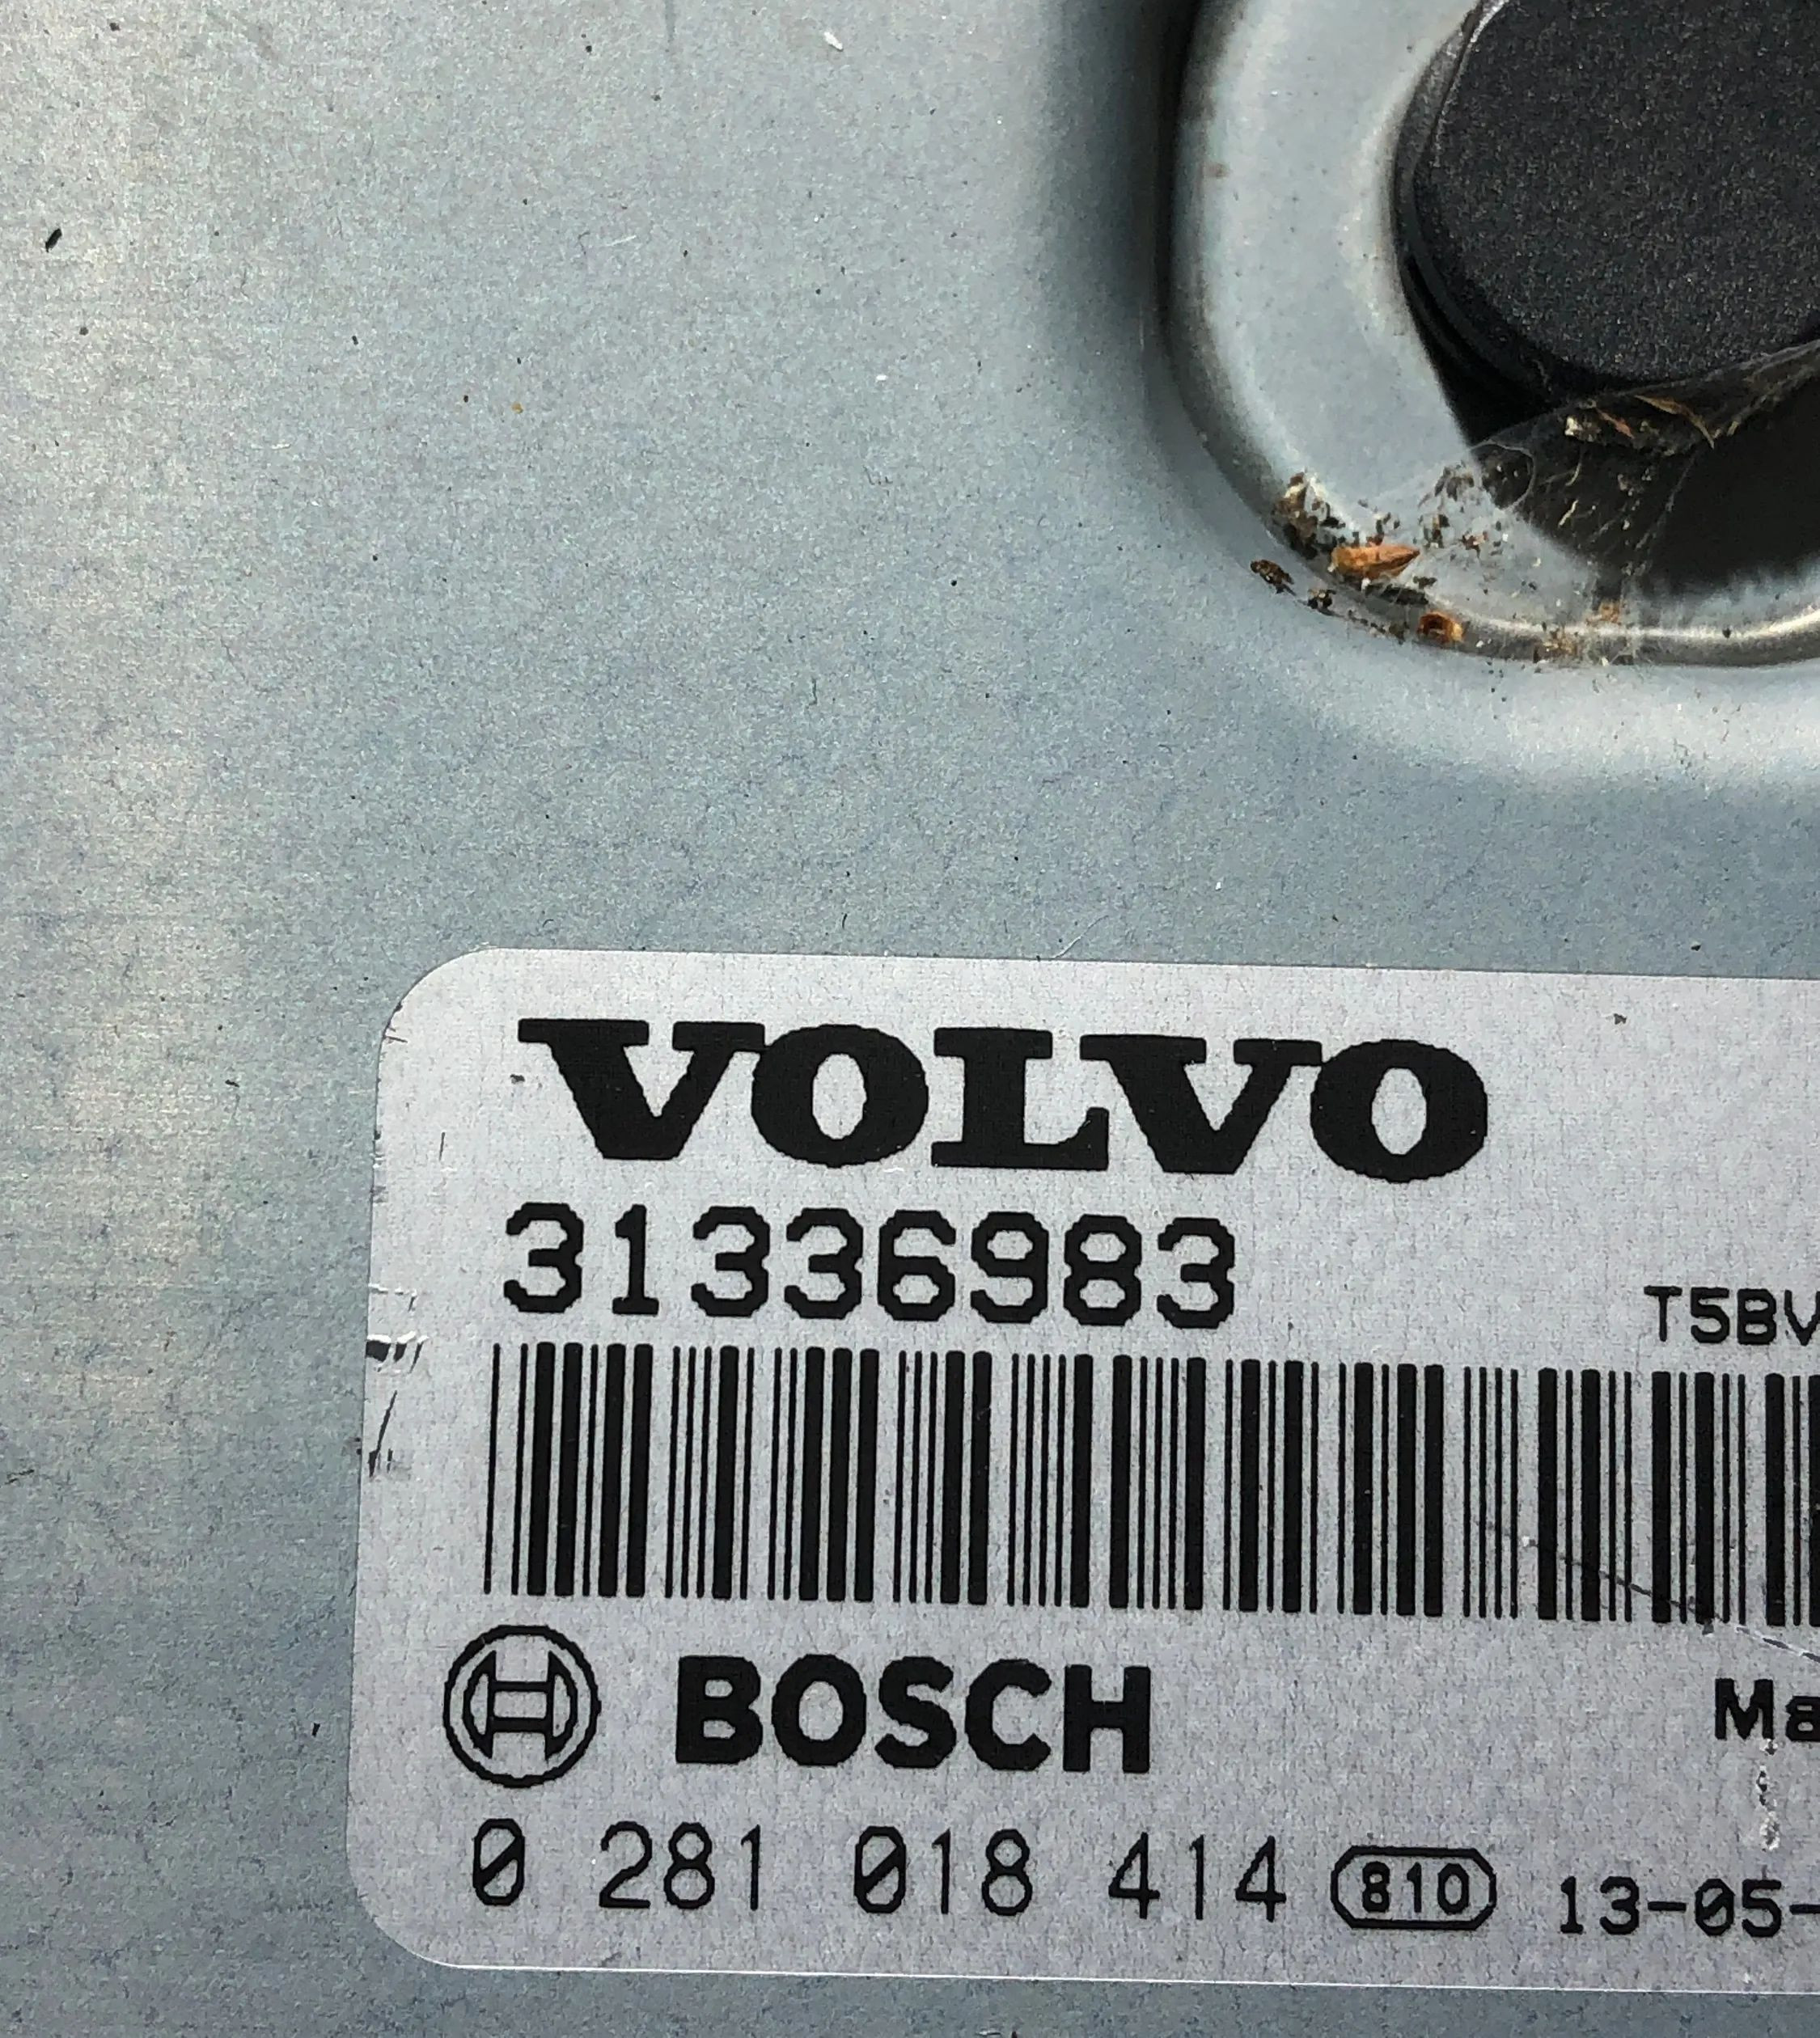 VOLVO
31336983
T5BV
BOSCH
Ma
0 281 018 414 810 13-05-